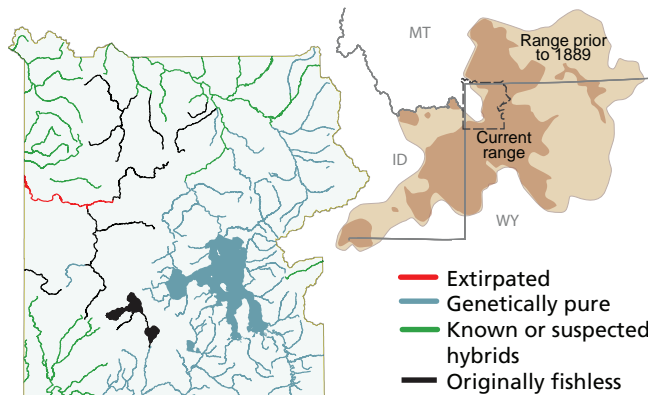 MT
Range prior
to 1889
Current
range
ID
WY
Extirpated
Genetically pure
Known or suspected
hybrids
Originally fishless